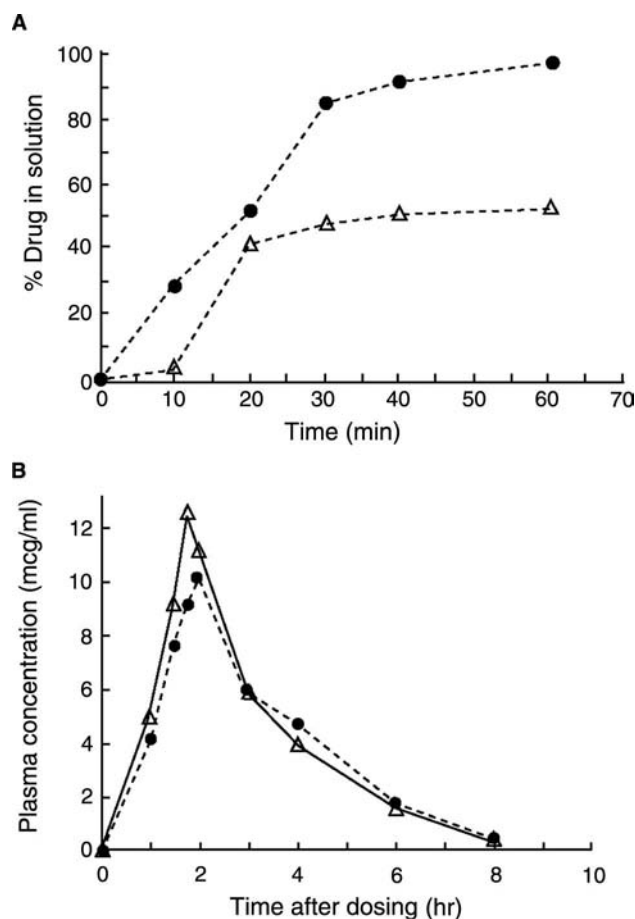 A
100
80
60
40
20
0
% Drug in solution
0 10 20 30 40 50 60 70
Time (min)
B
12
10
8
6
4
2
0
Plasma concentration (mcg/ml)
0 2 4 6 8 10
Time after dosing (hr)